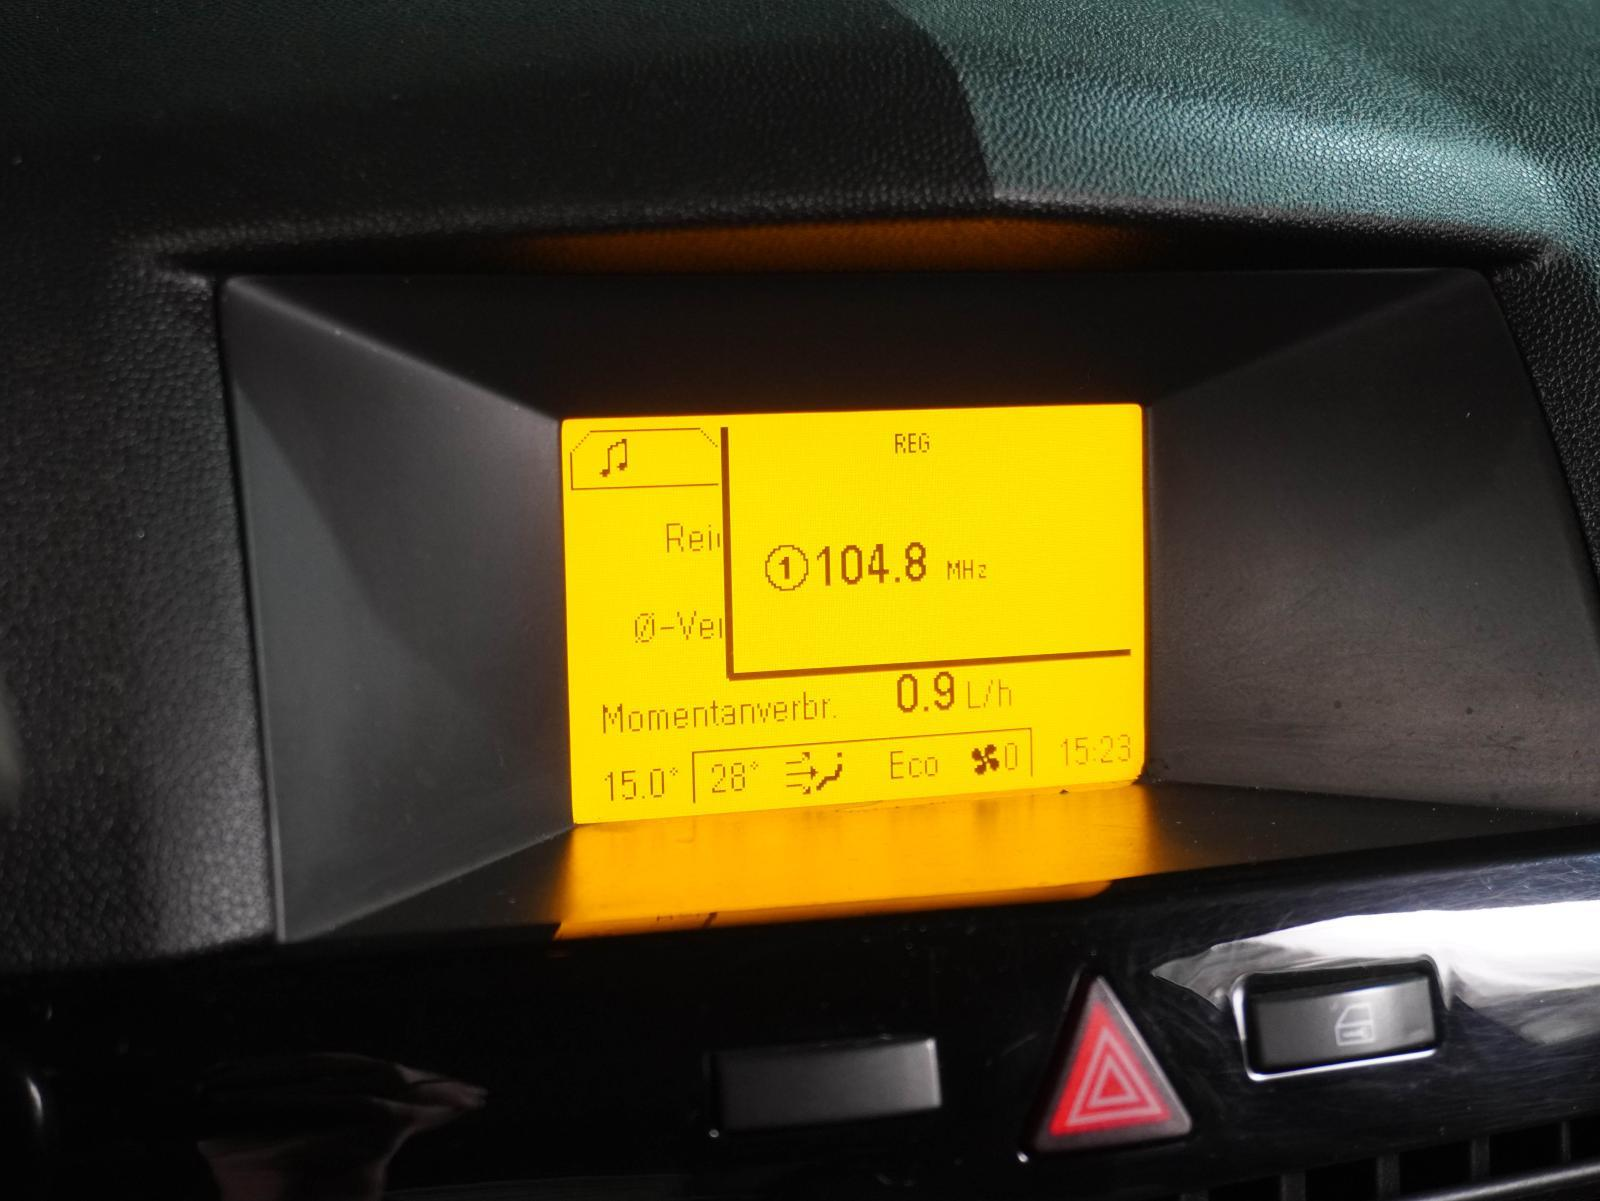 REG
Rei
1 104.8 MHz
Ø-Ver
Momentanverbr. 0.9 L/h
15.0° 28° Eco 0 15:23